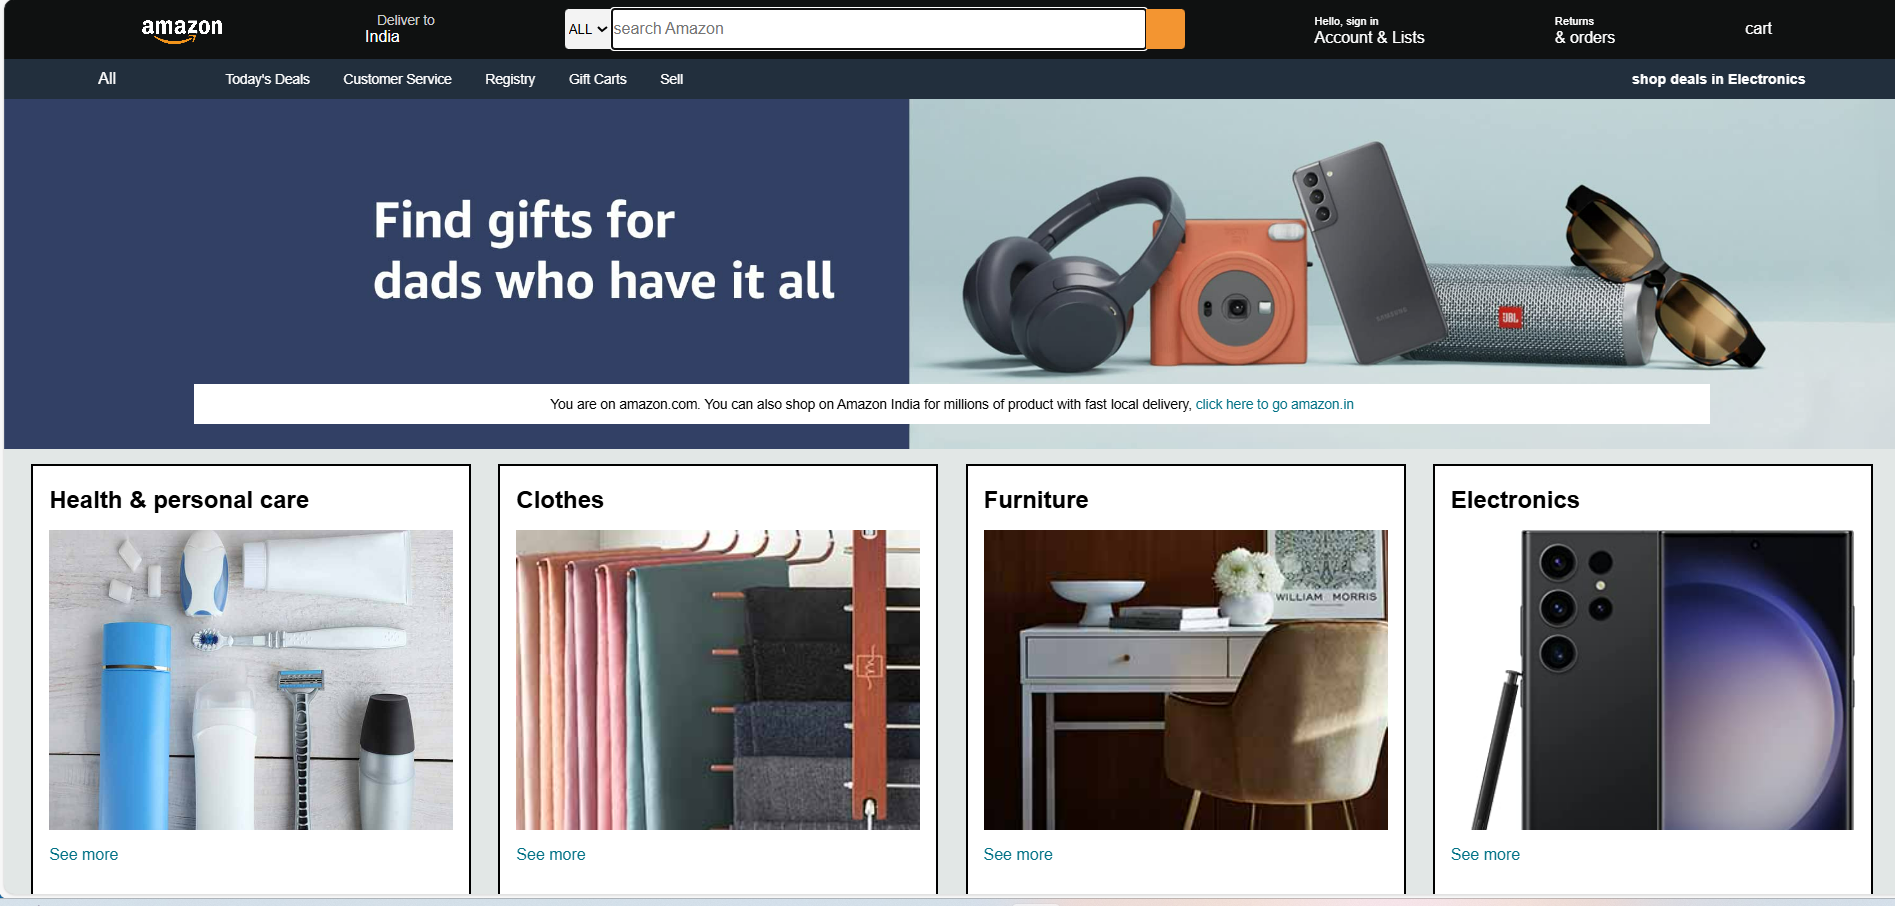 amazon
Deliver to
India
ALL
search Amazon
Hello, sign in
Account & Lists
Returns
& orders
cart
All
Today's Deals
Customer Service
Registry
Gift Carts
Sell
shop deals in Electronics
Find gifts for
dads who have it all
SAMSUNG
JBL
You are on amazon.com. You can also shop on Amazon India for millions of product with fast local delivery, click here to go amazon.in
Health & personal care
Clothes
Furniture
Electronics
WILLIAM MORRIS
See more
See more
See more
See more